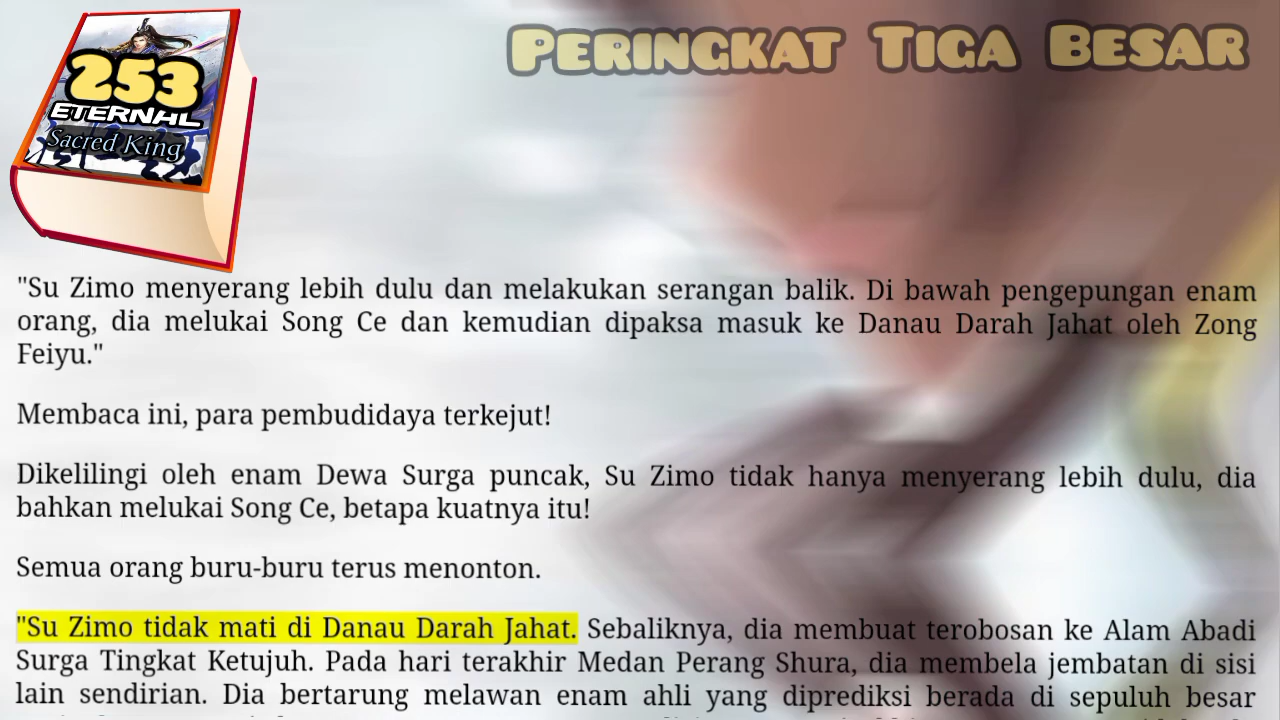 PERINGKAT TIGA BESAR
253
ETERNAL
Sacred King
"Su Zimo menyerang lebih dulu dan melakukan serangan balik. Di bawah pengepungan enam
orang, dia melukai Song Ce dan kemudian dipaksa masuk ke Danau Darah Jahat oleh Zong
Feiyu."
Membaca ini, para pembudidaya terkejut!
Dikelilingi oleh enam Dewa Surga puncak, Su Zimo tidak hanya menyerang lebih dulu, dia
bahkan melukai Song Ce, betapa kuatnya itu!
Semua orang buru-buru terus menonton.
"Su Zimo tidak mati di Danau Darah Jahat. Sebaliknya, dia membuat terobosan ke Alam Abadi
Surga Tingkat Ketujuh. Pada hari terakhir Medan Perang Shura, dia membela jembatan di sisi
lain sendirian. Dia bertarung melawan enam ahli yang diprediksi berada di sepuluh besar